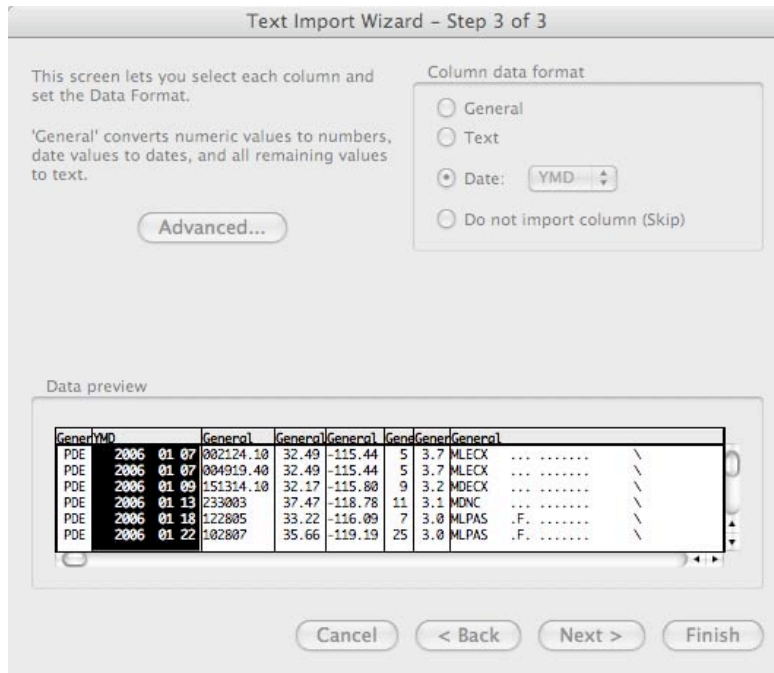 Text Import Wizard – Step 3 of 3
This screen lets you select each column and
set the Data Format.
'General' converts numeric values to numbers,
date values to dates, and all remaining values
to text.
Advanced...
Column data format
General
Text
Date: YMD
Do not import column (Skip)
Data preview
Gener YMD General General General Gene Gener General
PDE 2006 01 07 002124.10 32.49 -115.44 5 3.7 MLECX ... ....... \
PDE 2006 01 07 004919.40 32.49 -115.44 5 3.7 MLECX ... ....... \
PDE 2006 01 09 151314.10 32.17 -115.80 9 3.2 MDECX ... ....... \
PDE 2006 01 13 233003 37.47 -118.78 11 3.1 MDNC ... ....... \
PDE 2006 01 18 122805 33.22 -116.09 7 3.0 MLPAS .F. ....... \
PDE 2006 01 22 102807 35.66 -119.19 25 3.0 MLPAS .F. ....... \
Cancel < Back Next > Finish